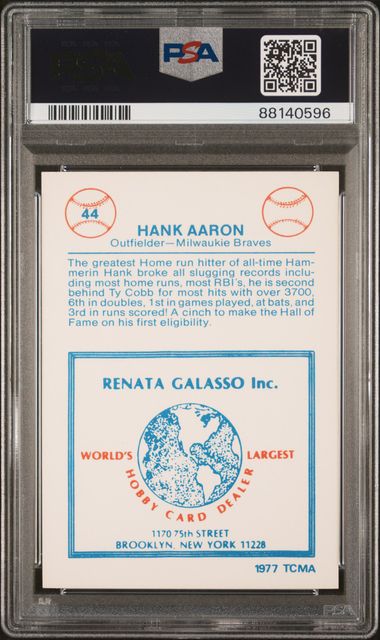 PSA
88140596
44
HANK AARON
Outfielder—Milwaukie Braves
The greatest Home run hitter of all-time Ham-
merin Hank broke all slugging records inclu-
ding most home runs, most RBI's, he is second
behind Ty Cobb for most hits with over 3700,
6th in doubles, 1st in games played, at bats, and
3rd in runs scored! A cinch to make the Hall of
Fame on his first eligibility.
RENATA GALASSO Inc.
WORLD'S LARGEST
HOBBY CARD DEALER
1170 75th STREET
BROOKLYN, NEW YORK 11228
1977 TCMA